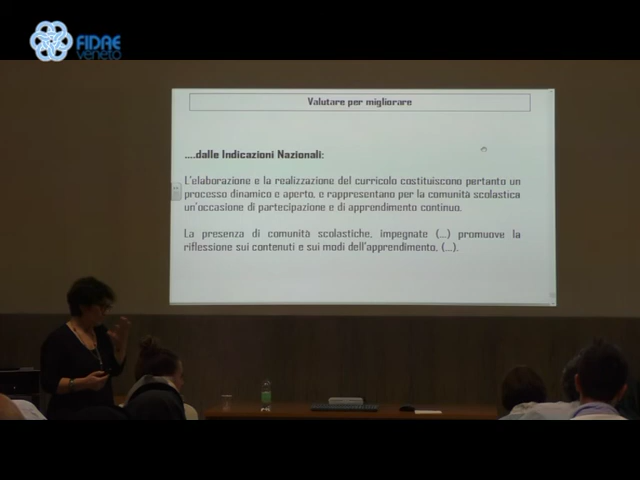 FIDAE
veneto
Valutare per migliorare
....dalle Indicazioni Nazionali:
L'elaborazione e la realizzazione del curricolo costituiscono pertanto un
processo dinamico e aperto, e rappresentano per la comunità scolastica
un'occasione di partecipazione e di apprendimento continuo.
La presenza di comunità scolastiche, impegnate (...) promuove la
riflessione sui contenuti e sui modi dell'apprendimento, (...).